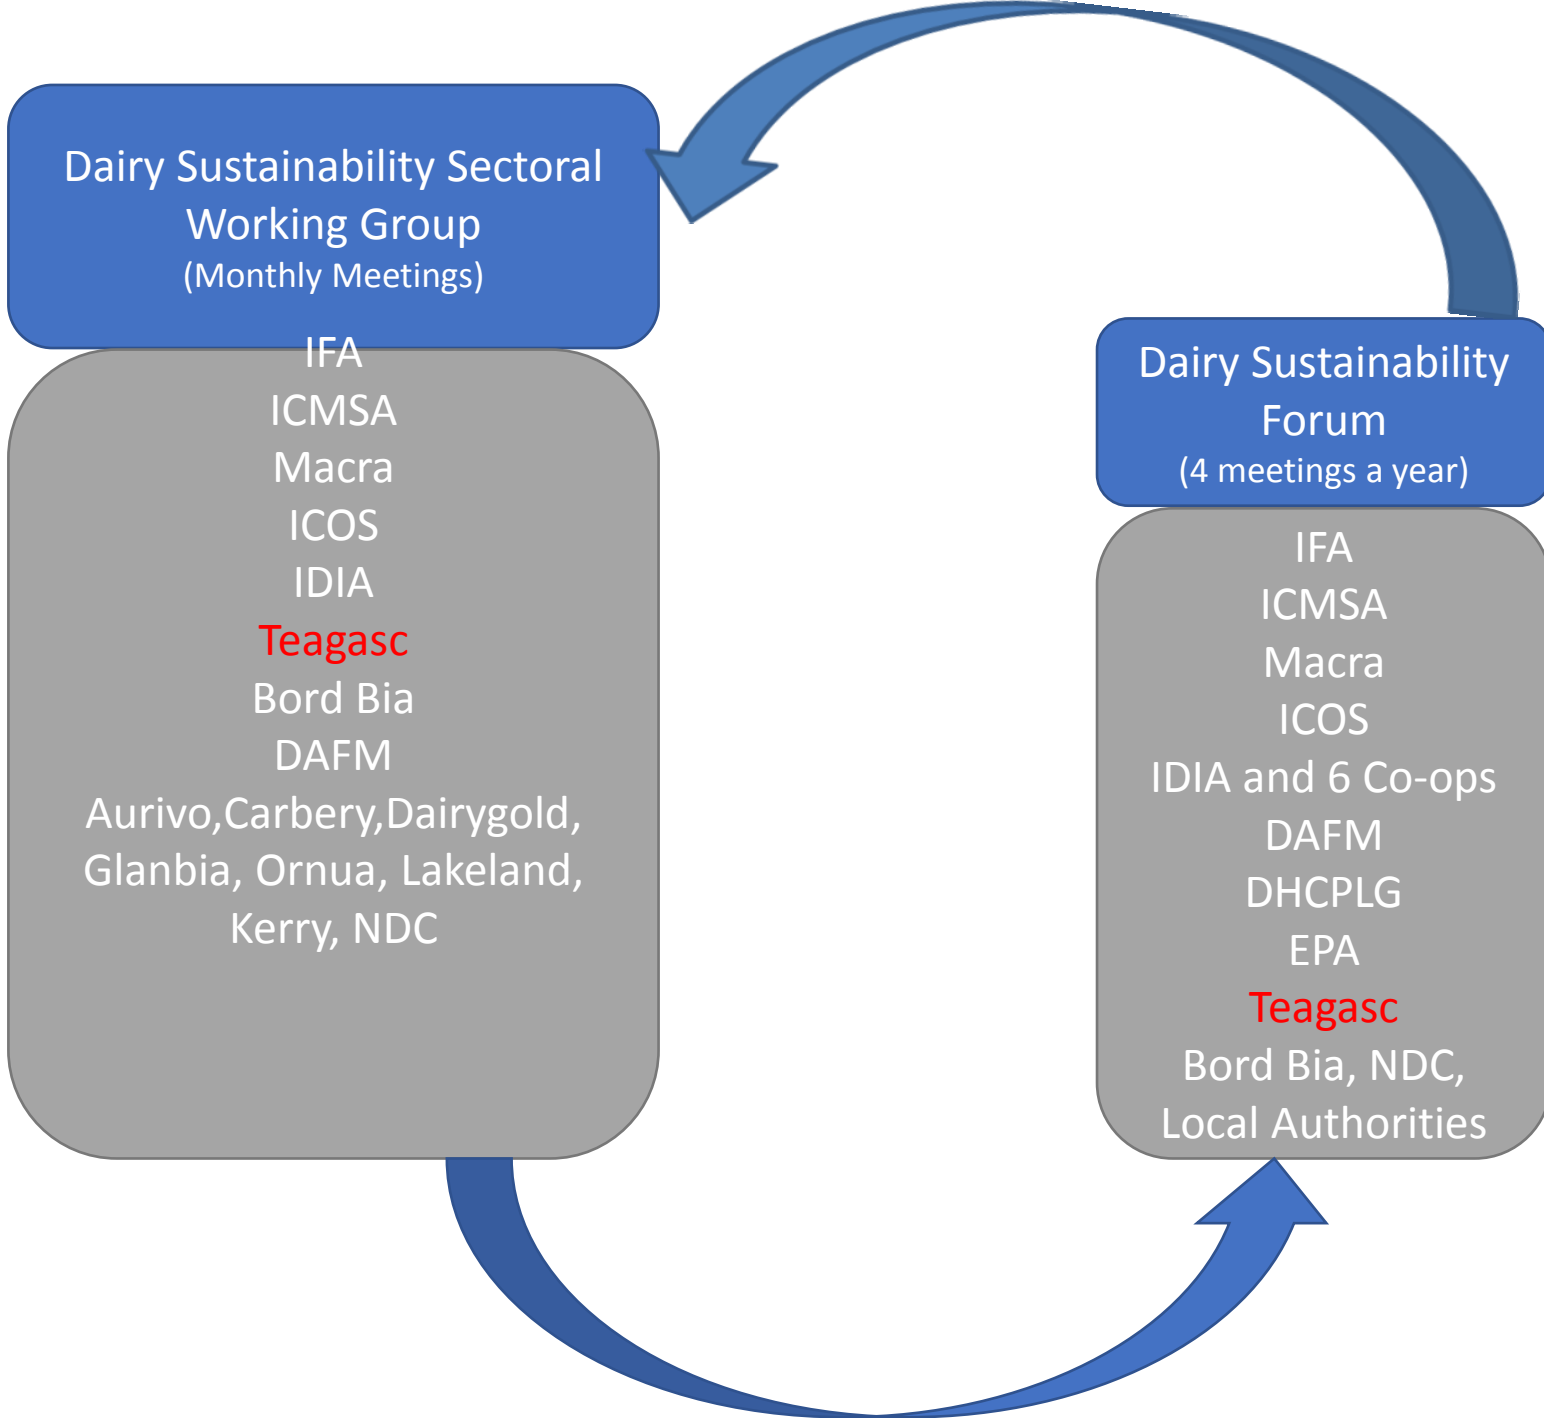 Dairy Sustainability Sectoral
Working Group
(Monthly Meetings)
IFA
ICMSA
Macra
ICOS
IDIA
Teagasc
Bord Bia
DAFM
Aurivo,Carbery,Dairygold,
Glanbia, Ornua, Lakeland,
Kerry, NDC
Dairy Sustainability
Forum
(4 meetings a year)
IFA
ICMSA
Macra
ICOS
IDIA and 6 Co-ops
DAFM
DHCPLG
EPA
Teagasc
Bord Bia, NDC,
Local Authorities